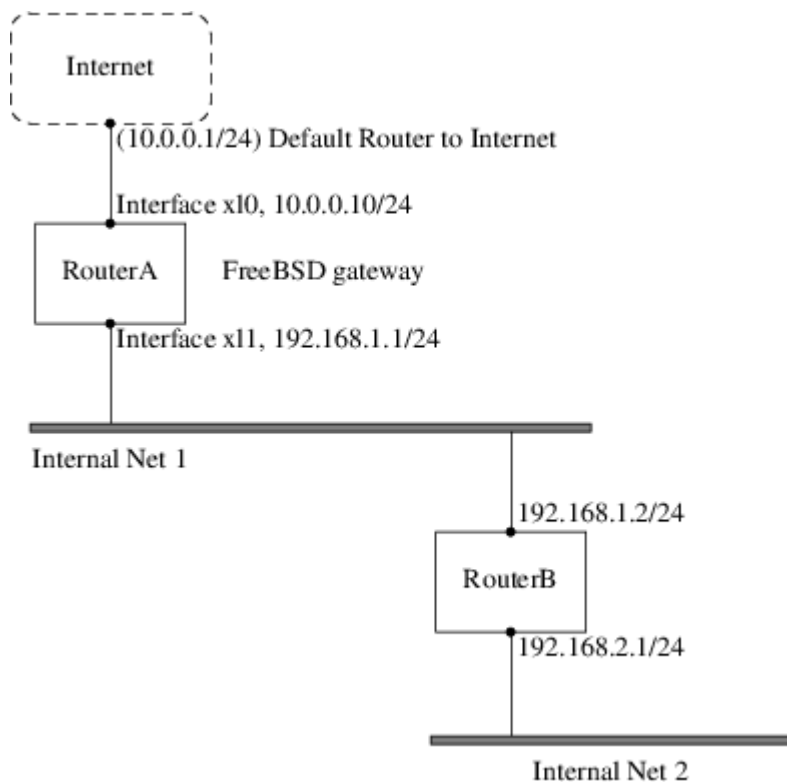 Internet
(10.0.0.1/24) Default Router to Internet
Interface xl0, 10.0.0.10/24
RouterA
FreeBSD gateway
Interface xl1, 192.168.1.1/24
Internal Net 1
192.168.1.2/24
RouterB
192.168.2.1/24
Internal Net 2